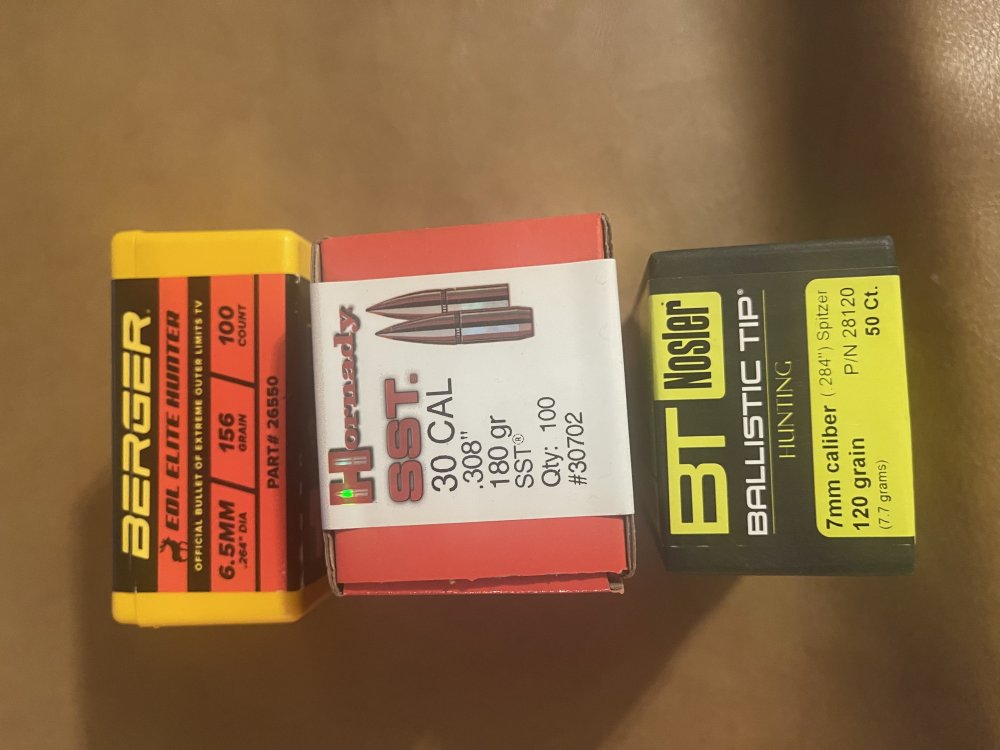 BERGER.
EOL ELITE HUNTER
OFFICIAL BULLET OF EXTREME OUTER LIMITS TV
6.5MM
.264" DIA
156
GRAIN
100
COUNT
PART# 26550
Hornady.
SST.
30 CAL
.308"
180 gr
SST®
Qty: 100
#30702
BT Nosler
BALLISTIC TIP®
HUNTING
7mm caliber (.284") Spitzer
120 grain P/N 28120
(7.7 grams) 50 Ct.